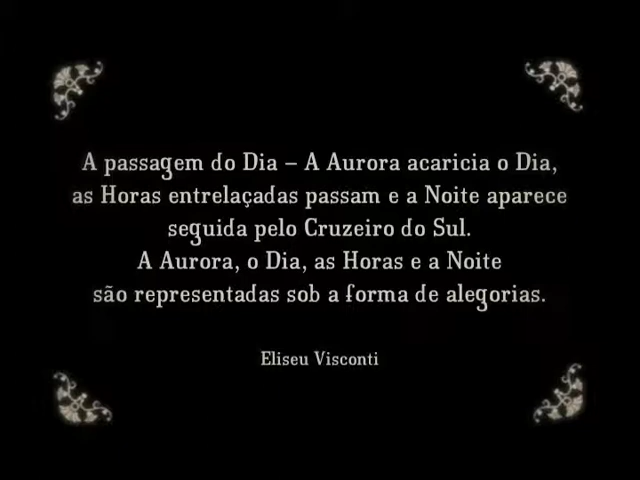 A passagem do Dia – A Aurora acaricia o Dia,
as Horas entrelaçadas passam e a Noite aparece
seguida pelo Cruzeiro do Sul.
A Aurora, o Dia, as Horas e a Noite
são representadas sob a forma de alegorias.
Eliseu Visconti